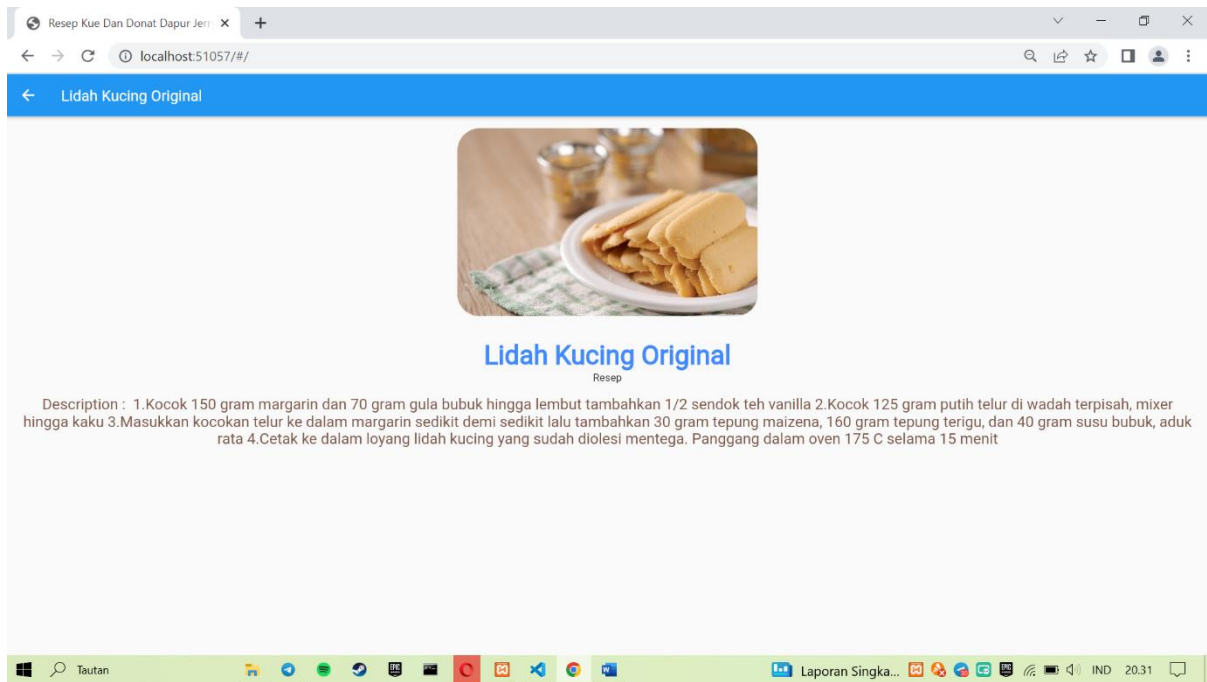 Resep Kue Dan Donat Dapur Jer
localhost:51057/#/
Lidah Kucing Original
Lidah Kucing Original
Resep
Description : 1.Kocok 150 gram margarin dan 70 gram gula bubuk hingga lembut tambahkan 1/2 sendok teh vanilla 2.Kocok 125 gram putih telur di wadah terpisah, mixer
hingga kaku 3.Masukkan kocokan telur ke dalam margarin sedikit demi sedikit lalu tambahkan 30 gram tepung maizena, 160 gram tepung terigu, dan 40 gram susu bubuk, aduk
rata 4.Cetak ke dalam loyang lidah kucing yang sudah diolesi mentega. Panggang dalam oven 175 C selama 15 menit
Tautan
Laporan Singka...
IND
20.31